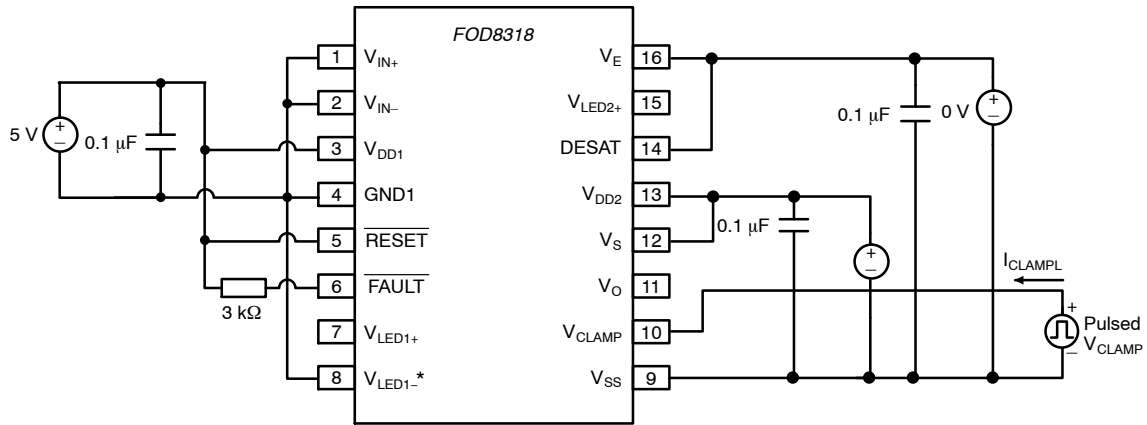 FOD8318
1 V_IN+
2 V_IN–
3 V_DD1
4 GND1
5 RESET
6 FAULT
7 V_LED1+
8 V_LED1–*
16 V_E
15 V_LED2+
14 DESAT
13 V_DD2
12 V_S
11 V_O
10 V_CLAMP
9 V_SS
5 V
+
–
0.1 μF
3 kΩ
0.1 μF
0.1 μF
0 V
+
–
+
–
I_CLAMPL
+
Pulsed
V_CLAMP
–